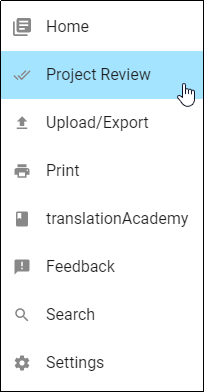 Home
Project Review
Upload/Export
Print
translationAcademy
Feedback
Search
Settings